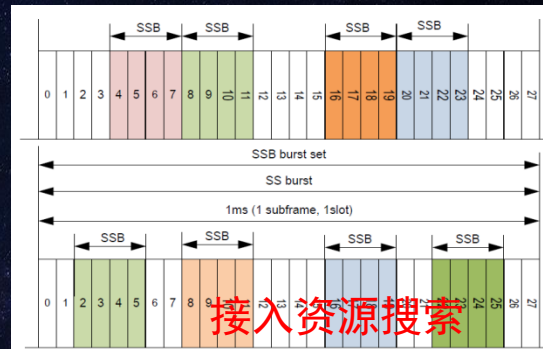 SSB SSB SSB SSB
0 1 2 3 4 5 6 7 8 9 10 11 12 13 14 15 16 17 18 19 20 21 22 23 24 25 26 27
SSB burst set
SS burst
1ms (1 subframe, 1slot)
SSB SSB SSB SSB
0 1 2 3 4 5 6 7 8 9 12 24 25 26 27
接入资源搜索